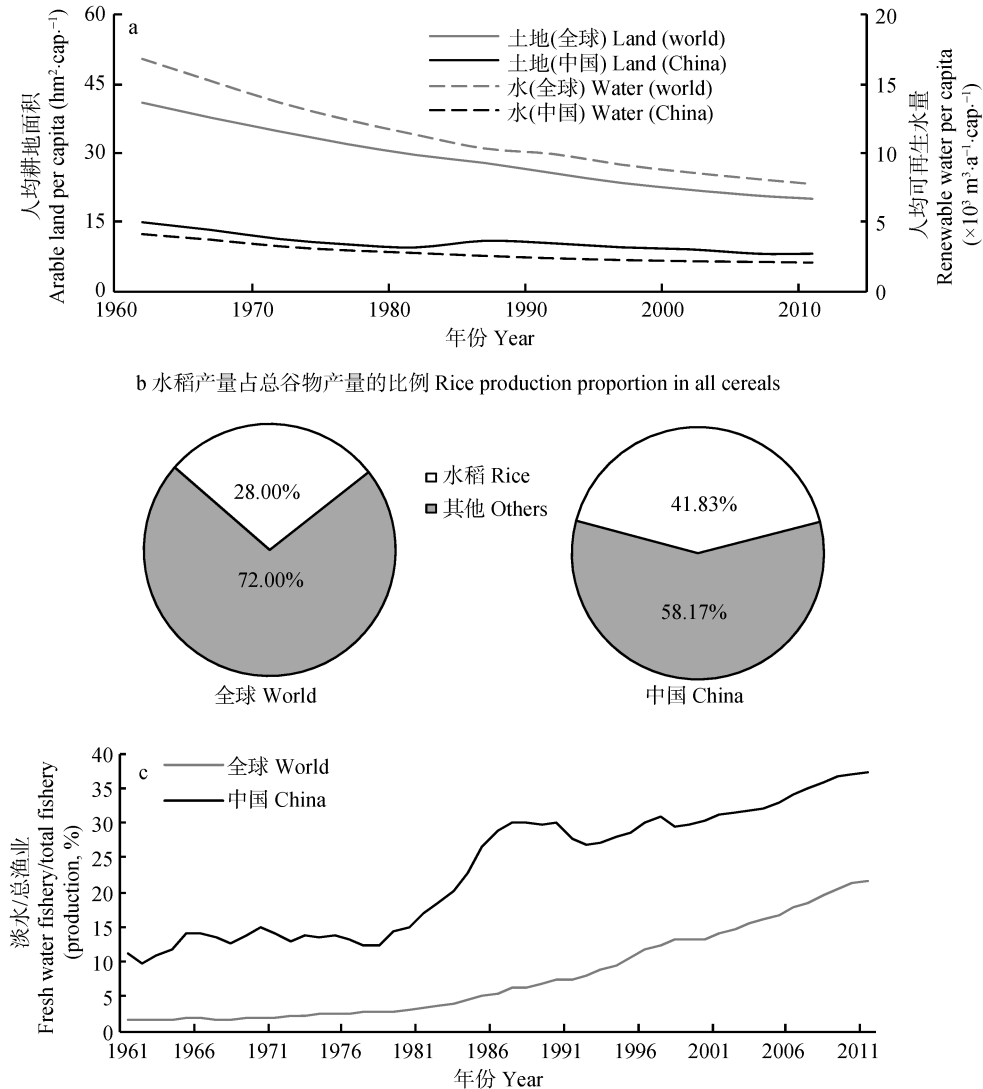 a
60
45
30
15
0
人均耕地面积
Arable land per capita (hm²·cap.⁻¹)
20
15
10
5
0
人均可再生水量
Renewable water per capita
(×10³ m³·a⁻¹·cap.⁻¹)
土地(全球) Land (world)
土地(中国) Land (China)
水(全球) Water (world)
水(中国) Water (China)
1960 1970 1980 1990 2000 2010
年份 Year
b 水稻产量占总谷物产量的比例 Rice production proportion in all cereals
28.00%
72.00%
全球 World
水稻 Rice
其他 Others
41.83%
58.17%
中国 China
c
40
35
30
25
20
15
10
5
0
淡水/总渔业
Fresh water fishery/total fishery
(production, %)
全球 World
中国 China
1961 1966 1971 1976 1981 1986 1991 1996 2001 2006 2011
年份 Year